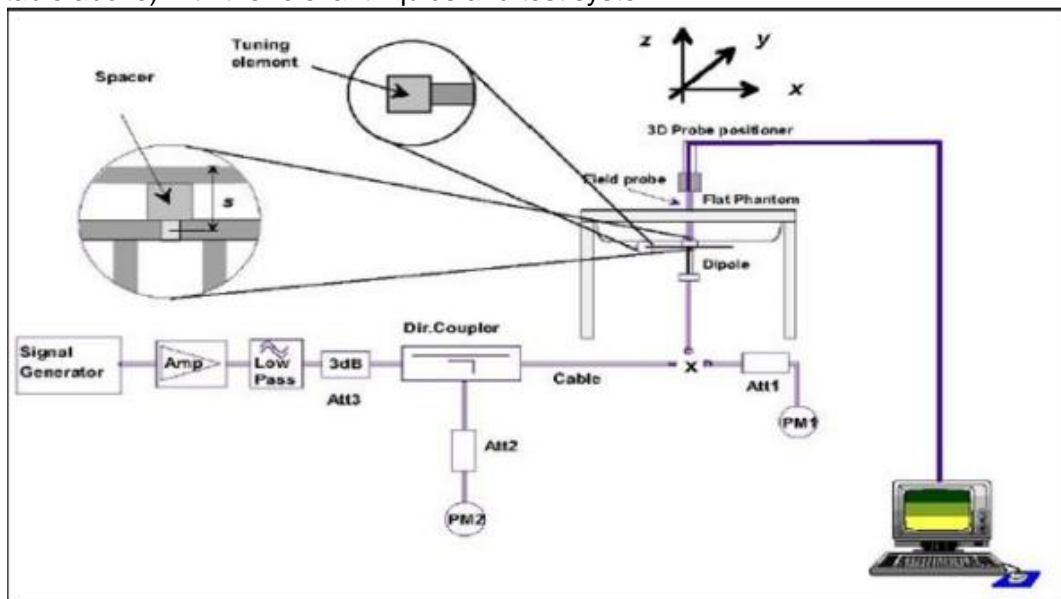 Tuning
element
Spacer
s
z
y
x
3D Probe positioner
Field probe
Flat Phantom
Dipole
Dir.Coupler
Signal
Generator
Amp
Low
Pass
3dB
Att3
Cable
x
Att1
PM1
Att2
PM2